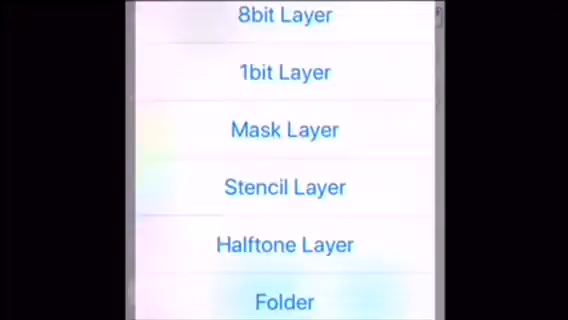 8bit Layer
1bit Layer
Mask Layer
Stencil Layer
Halftone Layer
Folder